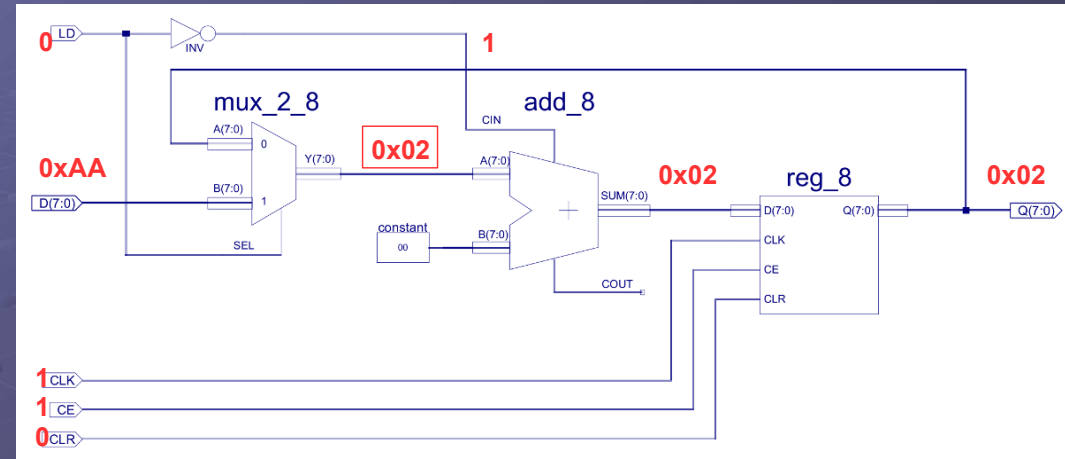 0 LD
INV
1
mux_2_8
add_8
CIN
A(7:0)
0
Y(7:0)
0x02
A(7:0)
0xAA
B(7:0)
1
D(7:0)
SEL
constant
00
B(7:0)
SUM(7:0)
+
COUT
0x02
reg_8
0x02
D(7:0) Q(7:0)
Q(7:0)
CLK
CE
CLR
1 CLK
1 CE
0 CLR